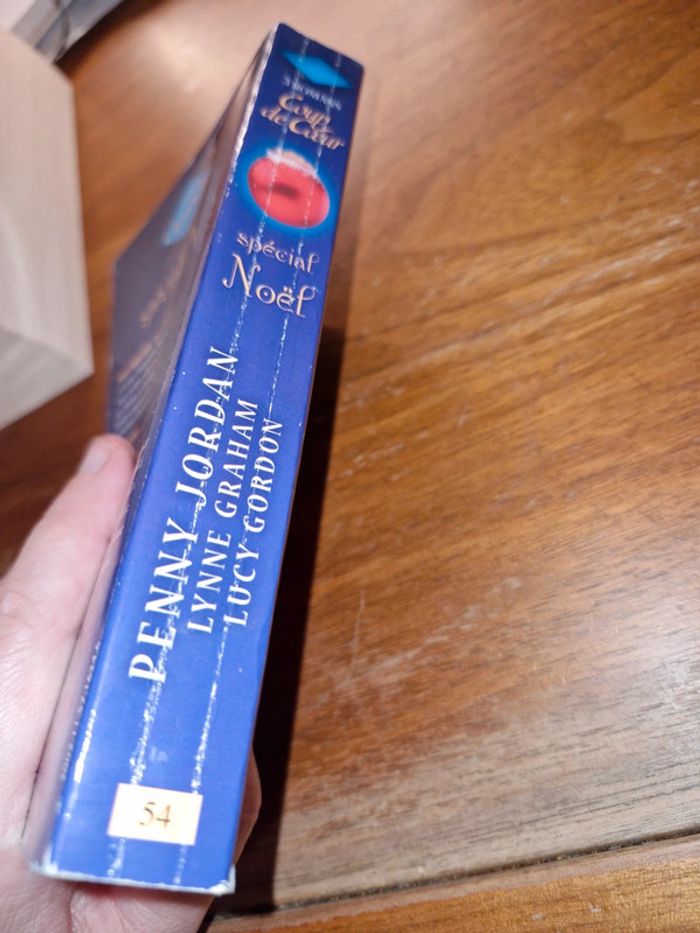 3 ROMANS
Coup
de Cœur
spécial
Noël
PENNY JORDAN
LYNNE GRAHAM
LUCY GORDON
54